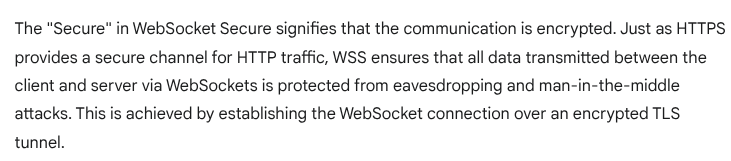 The "Secure" in WebSocket Secure signifies that the communication is encrypted. Just as HTTPS
provides a secure channel for HTTP traffic, WSS ensures that all data transmitted between the
client and server via WebSockets is protected from eavesdropping and man-in-the-middle
attacks. This is achieved by establishing the WebSocket connection over an encrypted TLS
tunnel.